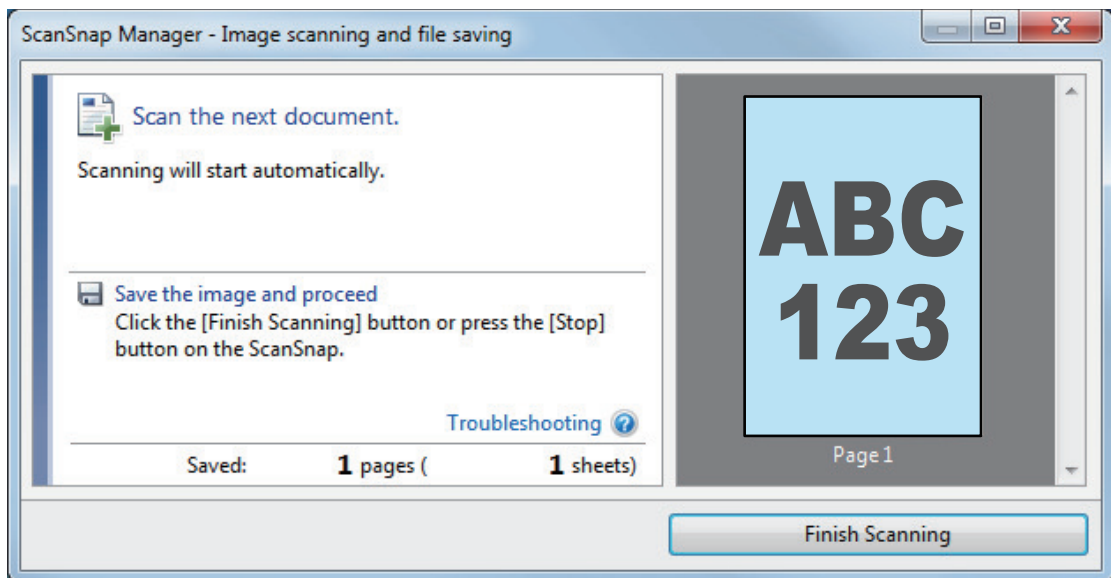 ScanSnap Manager - Image scanning and file saving
Scan the next document.
Scanning will start automatically.
Save the image and proceed
Click the [Finish Scanning] button or press the [Stop]
button on the ScanSnap.
Troubleshooting
Saved: 1 pages ( 1 sheets)
ABC
123
Page 1
Finish Scanning